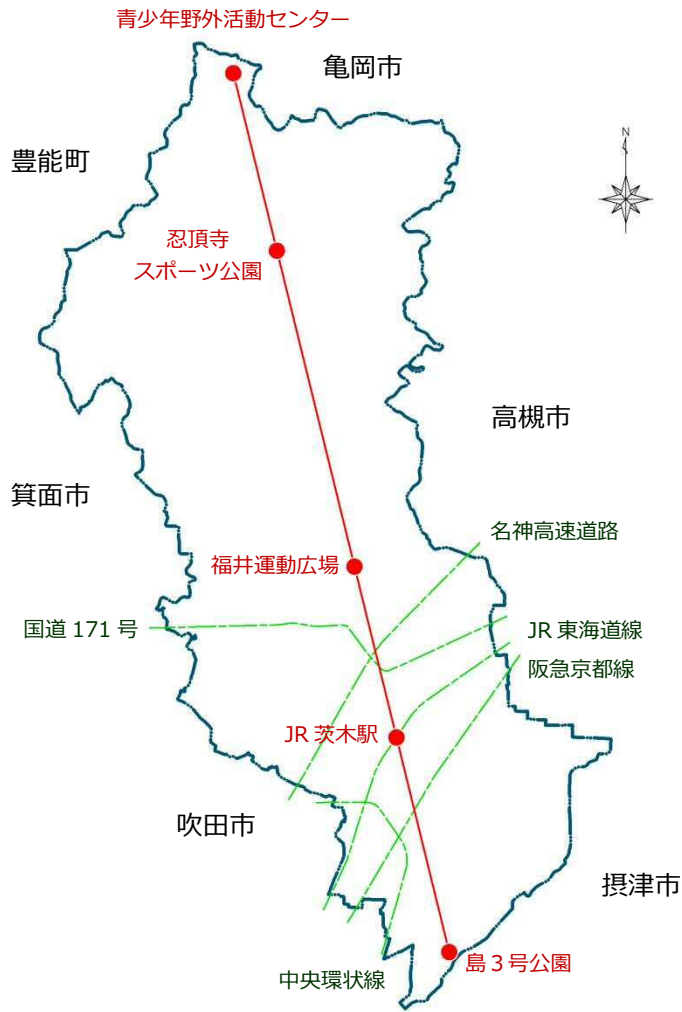 青少年野外活動センター
亀岡市
N
豊能町
忍頂寺
スポーツ公園
高槻市
箕面市
名神高速道路
福井運動広場
国道 171 号
JR 東海道線
阪急京都線
JR 茨木駅
吹田市
摂津市
島３号公園
中央環状線